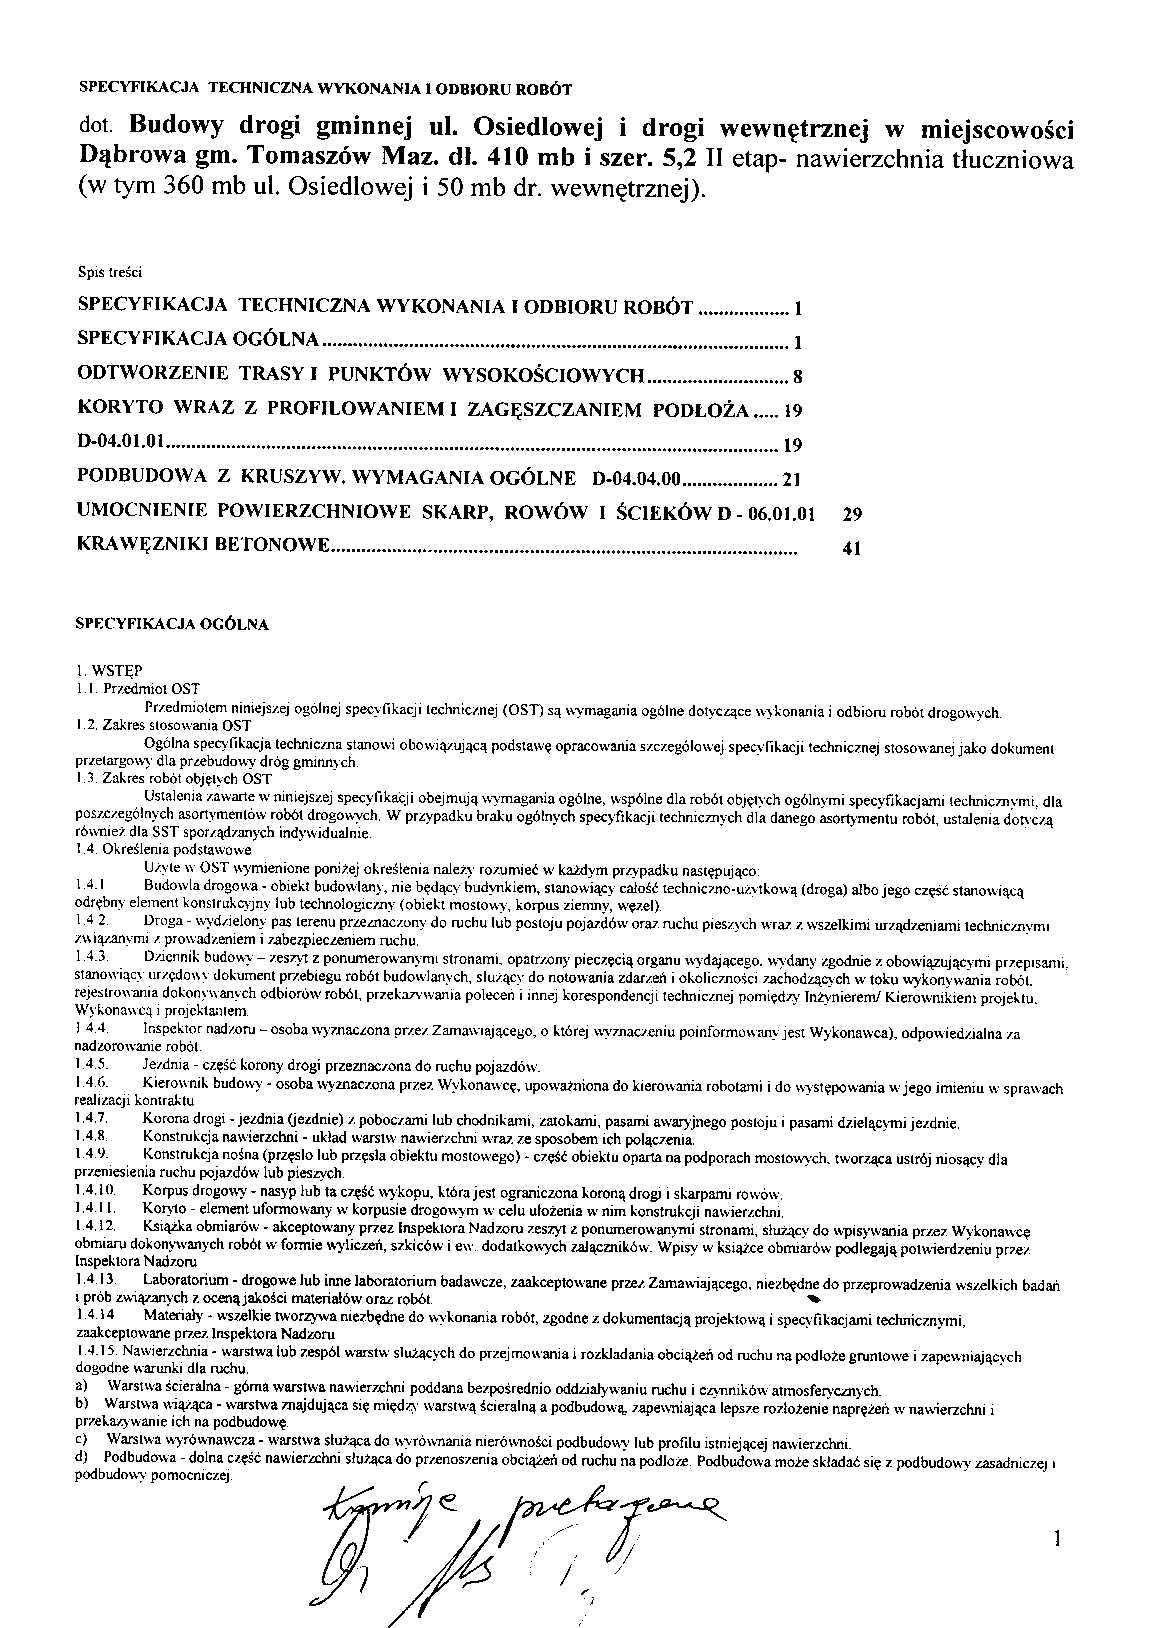 SPECYFIKACJA TECHNICZNA WYKONANIA I ODBIORU ROBÓT
dot. Budowy drogi gminnej ul. Osiedlowej i drogi wewnętrznej w miejscowości
Dąbrowa gm. Tomaszów Maz. dł. 410 mb i szer. 5,2 II etap- nawierzchnia tłuczniowa
(w tym 360 mb ul. Osiedlowej i 50 mb dr. wewnętrznej).
Spis treści
SPECYFIKACJA TECHNICZNA WYKONANIA I ODBIORU ROBÓT .................. 1
SPECYFIKACJA OGÓLNA............................................................................................ 1
ODTWORZENIE TRASY I PUNKTÓW WYSOKOŚCIOWYCH............................ 8
KORYTO WRAZ Z PROFILOWANIEM I ZAGĘSZCZANIEM PODŁOŻA ..... 19
D-04.01.01......................................................................................................................... 19
PODBUDOWA Z KRUSZYW. WYMAGANIA OGÓLNE D-04.04.00................... 21
UMOCNIENIE POWIERZCHNIOWE SKARP, ROWÓW I ŚCIEKÓW D - 06.01.01 29
KRAWĘZNIKI BETONOWE............................................................................................ 41
SPECYFIKACJA OGÓLNA
1. WSTĘP
1.1. Przedmiot OST
Przedmiotem niniejszej ogólnej specyfikacji technicznej (OST) są wymagania ogólne dotyczące wykonania i odbioru robót drogowych.
1.2. Zakres stosowania OST
Ogólna specyfikacja techniczna stanowi obowiązującą podstawę opracowania szczególowej specyfikacji technicznej stosowanej jako dokument
przetargowy dla przebudowy dróg gminnych.
1.3. Zakres robót objętych OST
Ustalenia zawarte w niniejszej specyfikacji obejmują wymagania ogólne, wspólne dla robót objętych ogólnymi specyfikacjami technicznymi, dla
poszczególnych asortymentów robót drogowych. W przypadku braku ogólnych specyfikacji technicznych dla danego asortymentu robót, ustalenia dotyczą
również dla SST sporządzanych indywidualnie.
1.4. Określenia podstawowe
Użyte w OST wymienione poniżej określenia należy rozumieć w każdym przypadku następująco:
1.4.1 Budowla drogowa - obiekt budowlany, nie będący budynkiem, stanowiący całość techniczno-użytkową (droga) albo jego część stanowiącą
odrębny element konstrukcyjny lub technologiczny (obiekt mostowy, korpus ziemny, węzeł).
1.4 2. Droga - wydzielony pas terenu przeznaczony do ruchu lub postoju pojazdów oraz ruchu pieszych wraz z wszelkimi urządzeniami technicznymi
związanymi z prowadzeniem i zabezpieczeniem ruchu.
1.4.3. Dziennik budowy – zeszyt z ponumerowanymi stronami, opatrzony pieczęcią organu wydającego, wydany zgodnie z obowiązującymi przepisami,
stanowiący urzędowy dokument przebiegu robót budowlanych, służący do notowania zdarzeń i okoliczności zachodzących w toku wykonywania robót,
rejestrowania dokonywanych odbiorów robót, przekazywania poleceń i innej korespondencji technicznej pomiędzy Inżynierem/ Kierownikiem projektu,
Wykonawcą i projektantem.
1 4.4. Inspektor nadzoru – osoba wyznaczona przez Zamawiającego, o której wyznaczeniu poinformowany jest Wykonawca), odpowiedzialna za
nadzorowanie robót.
1.4.5. Jezdnia - część korony drogi przeznaczona do ruchu pojazdów.
1.4.6. Kierownik budowy - osoba wyznaczona przez Wykonawcę, upoważniona do kierowania robotami i do występowania w jego imieniu w sprawach
realizacji kontraktu
1.4.7. Korona drogi - jezdnia (jezdnie) z poboczami lub chodnikami, zatokami, pasami awaryjnego postoju i pasami dzielącymi jezdnie.
1.4.8. Konstrukcja nawierzchni - układ warstw nawierzchni wraz ze sposobem ich połączenia.
1.4.9. Konstrukcja nośna (przęsło lub przęsła obiektu mostowego) - część obiektu oparta na podporach mostowych, tworząca ustrój niosący dla
przeniesienia ruchu pojazdów lub pieszych.
1.4.10. Korpus drogowy - nasyp lub ta część wykopu, która jest ograniczona koroną drogi i skarpami rowów.
1.4.11. Koryto - element uformowany w korpusie drogowym w celu ułożenia w nim konstrukcji nawierzchni.
1.4.12. Książka obmiarów - akceptowany przez Inspektora Nadzoru zeszyt z ponumerowanymi stronami, służący do wpisywania przez Wykonawcę
obmiaru dokonywanych robót w formie wyliczeń, szkiców i ew. dodatkowych załączników. Wpisy w książce obmiarów podlegają potwierdzeniu przez
Inspektora Nadzoru
1.4.13. Laboratorium - drogowe lub inne laboratorium badawcze, zaakceptowane przez Zamawiającego, niezbędne do przeprowadzenia wszelkich badań
i prób związanych z oceną jakości materiałów oraz robót.
1.4.14 Materiały - wszelkie tworzywa niezbędne do wykonania robót, zgodne z dokumentacją projektową i specyfikacjami technicznymi,
zaakceptowane przez Inspektora Nadzoru
1.4.15. Nawierzchnia - warstwa lub zespół warstw służących do przejmowania i rozkładania obciążeń od ruchu na podłoże gruntowe i zapewniających
dogodne warunki dla ruchu.
a) Warstwa ścieralna - górna warstwa nawierzchni poddana bezpośrednio oddziaływaniu ruchu i czynników atmosferycznych.
b) Warstwa wiążąca - warstwa znajdująca się między warstwą ścieralną a podbudową, zapewniająca lepsze rozłożenie naprężeń w nawierzchni i
przekazywanie ich na podbudowę.
c) Warstwa wyrównawcza - warstwa służąca do wyrównania nierówności podbudowy lub profilu istniejącej nawierzchni.
d) Podbudowa - dolna część nawierzchni służąca do przenoszenia obciążeń od ruchu na podłoże. Podbudowa może składać się z podbudowy zasadniczej i
podbudowy pomocniczej.
1